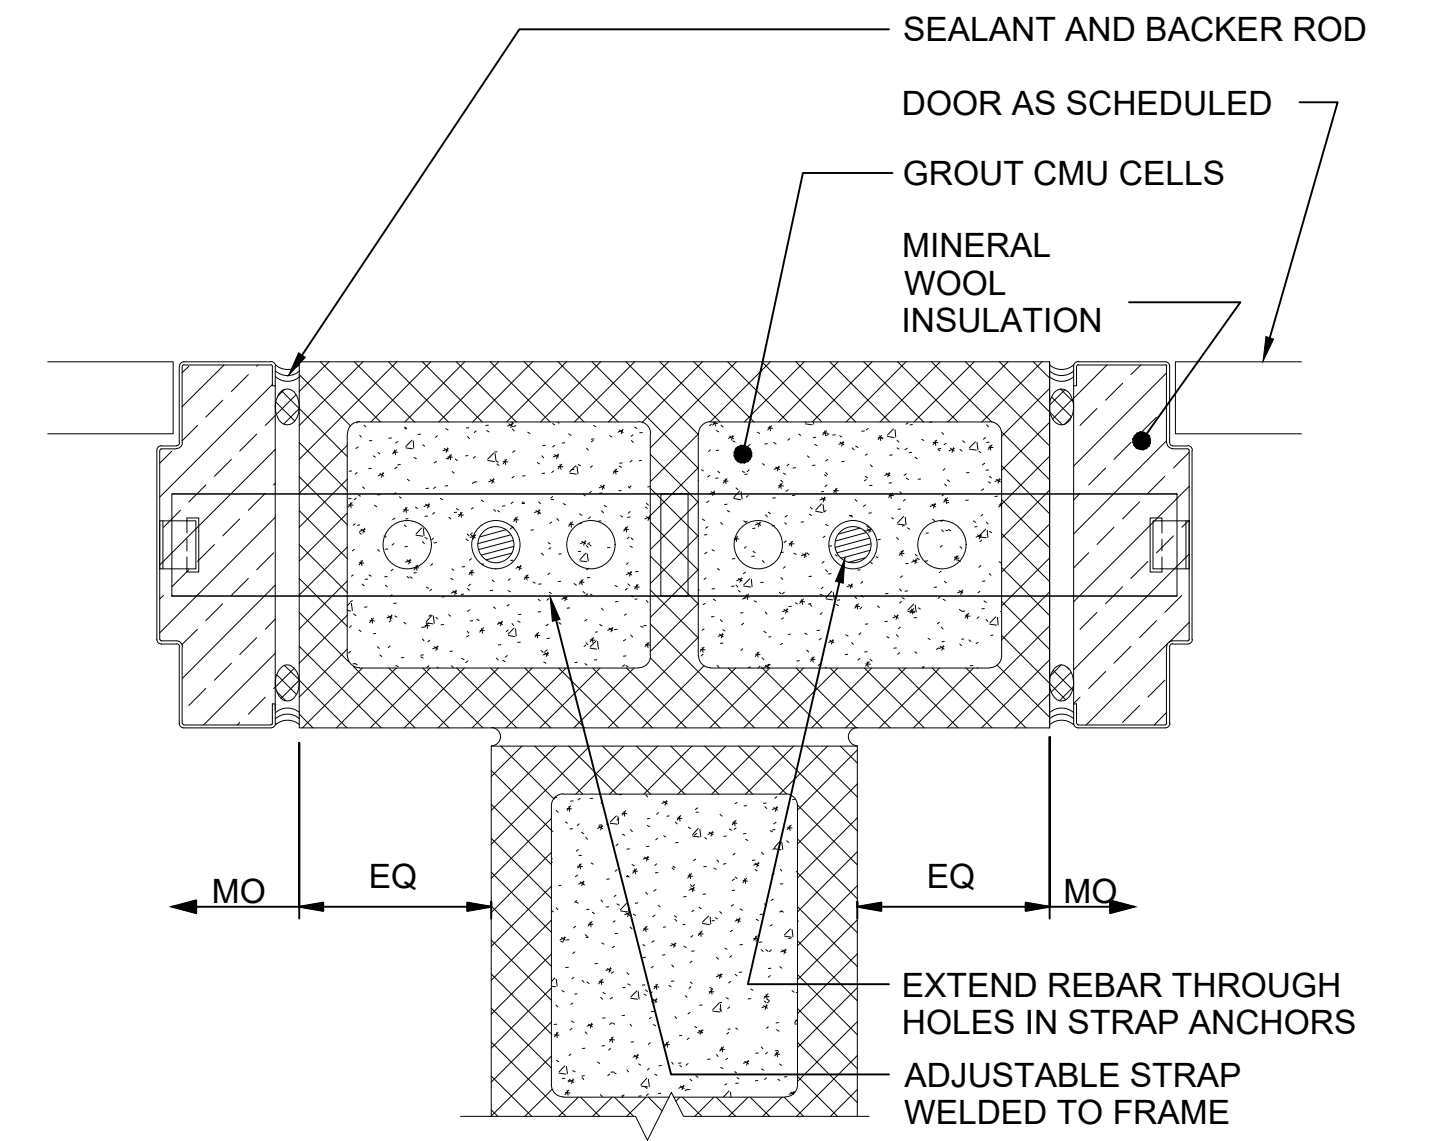 SEALANT AND BACKER ROD
DOOR AS SCHEDULED
GROUT CMU CELLS
MINERAL
WOOL
INSULATION
MO
EQ
EQ
MO
EXTEND REBAR THROUGH
HOLES IN STRAP ANCHORS
ADJUSTABLE STRAP
WELDED TO FRAME